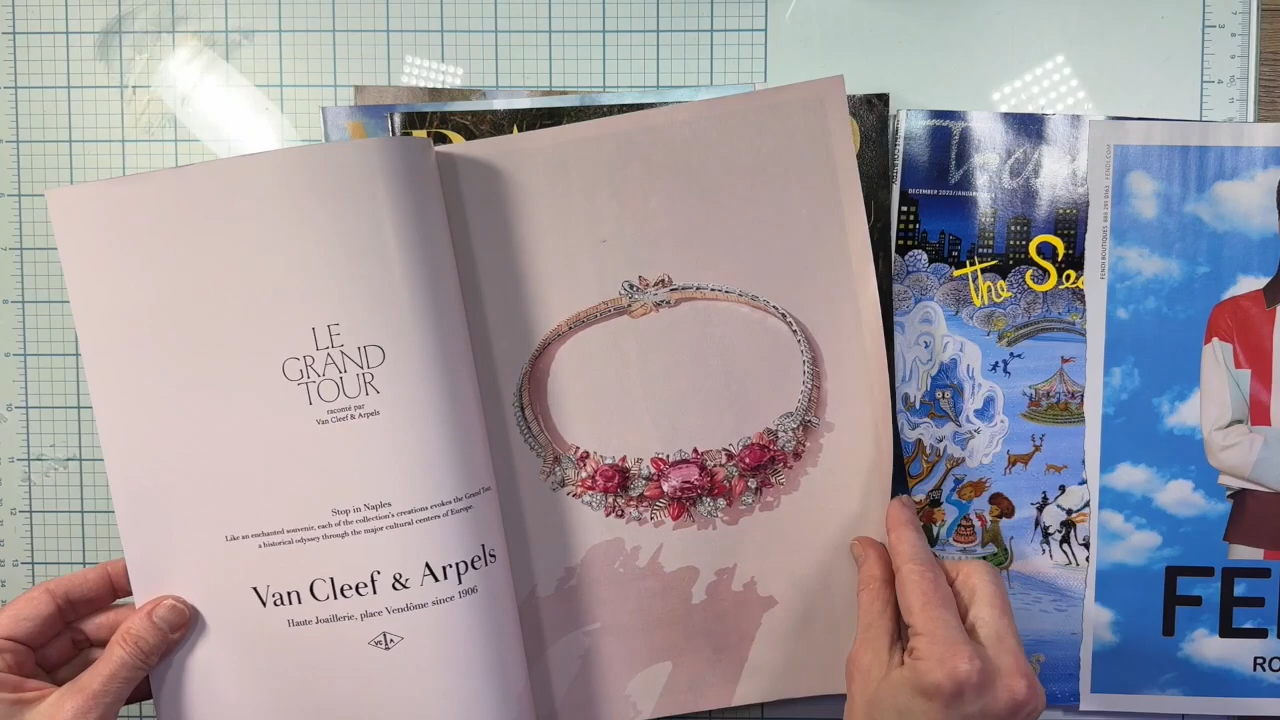 LE
GRAND
TOUR
raconté par
Van Cleef & Arpels
Stop in Naples
Like an enchanted souvenir, each of the collection's creations evokes the Grand Tour,
a historical odyssey through the major cultural centers of Europe.
Van Cleef & Arpels
Haute Joaillerie, place Vendôme since 1906
VCA
DECEMBER 2023/JANUARY
the Se
FENDI BOUTIQUES FENDI.COM
FE
RO